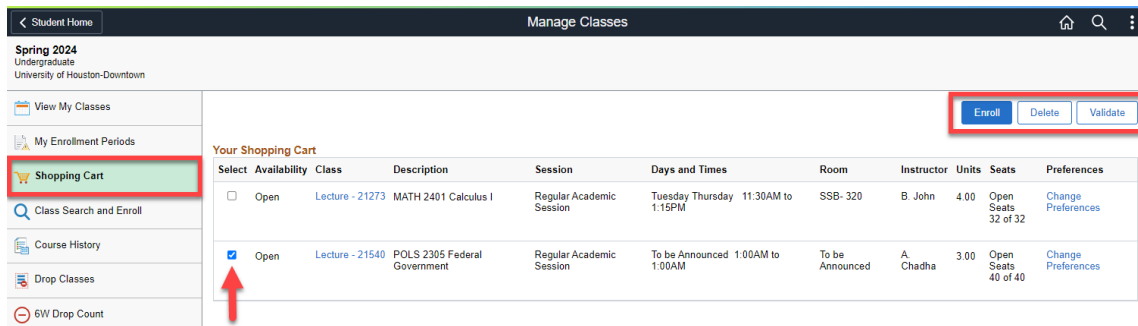 Student Home
Manage Classes
Spring 2024
Undergraduate
University of Houston-Downtown
View My Classes
My Enrollment Periods
Shopping Cart
Class Search and Enroll
Course History
Drop Classes
6W Drop Count
Enroll Delete Validate
Your Shopping Cart
Select Availability Class Description Session Days and Times Room Instructor Units Seats Preferences
Open Lecture - 21273 MATH 2401 Calculus I Regular Academic Tuesday Thursday 11:30AM to SSB- 320 B. John 4.00 Open Change
Session 1:15PM Seats Preferences
32 of 32
Open Lecture - 21540 POLS 2305 Federal Regular Academic To be Announced 1:00AM to To be A. 3.00 Open Change
Government Session 1:00AM Announced Chadha Seats Preferences
40 of 40